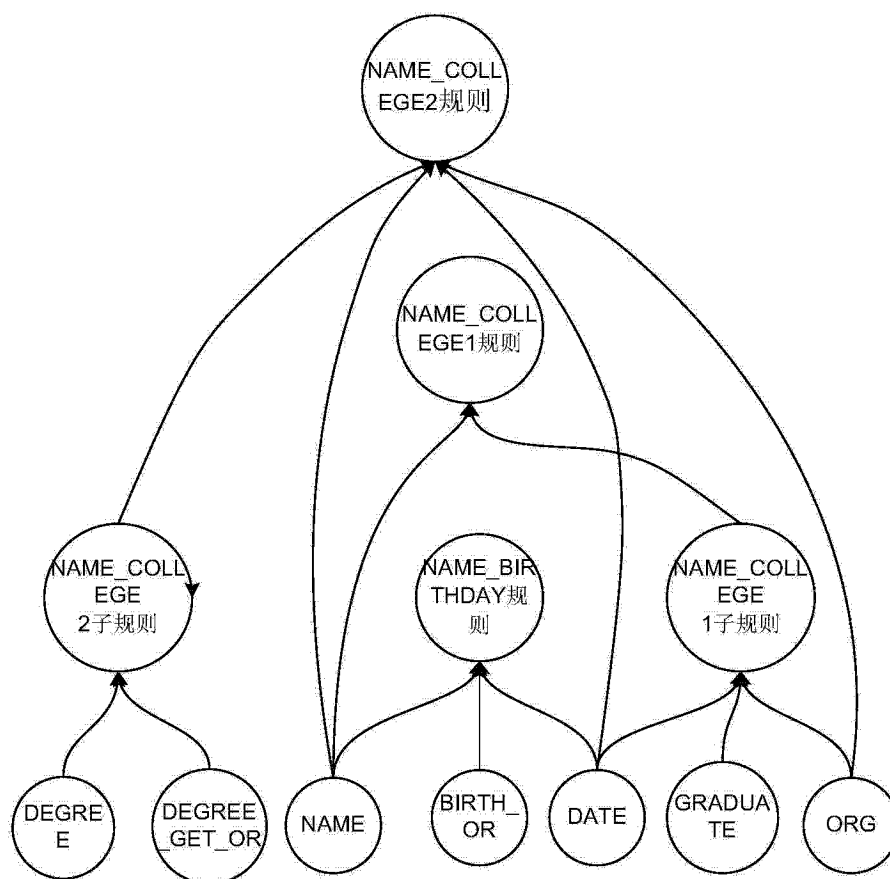 NAME_COLL
EGE2规则
NAME_COLL
EGE1规则
NAME_COLL
EGE
2子规则
NAME_BIR
THDAY规
则
NAME_COLL
EGE
1子规则
DEGRE
E
DEGREE
_GET_OR
NAME
BIRTH_
OR
DATE
GRADUA
TE
ORG